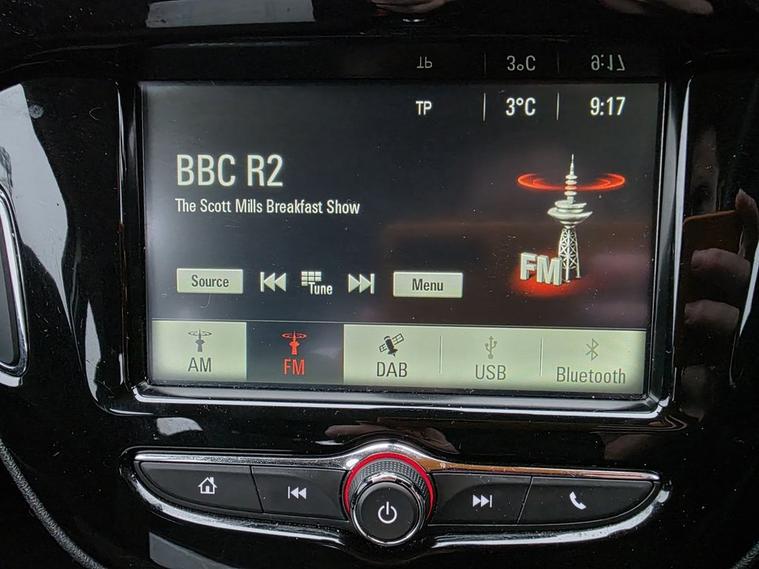 TP 3°C 9:17
BBC R2
The Scott Mills Breakfast Show
FM
Source Tune Menu
AM FM DAB USB Bluetooth